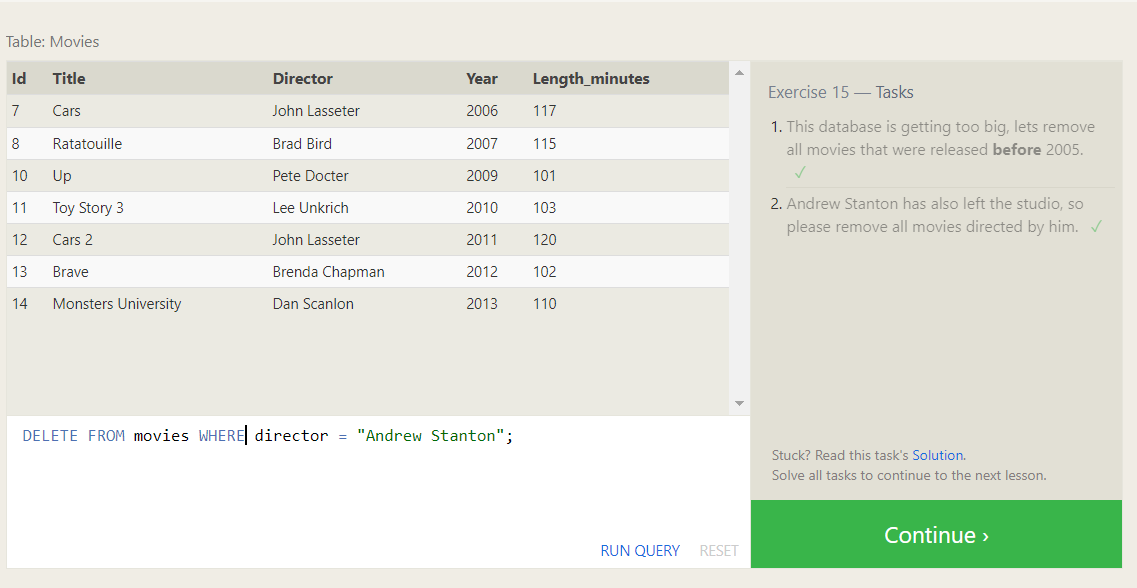 Table: Movies
Id Title Director Year Length_minutes
7 Cars John Lasseter 2006 117
8 Ratatouille Brad Bird 2007 115
10 Up Pete Docter 2009 101
11 Toy Story 3 Lee Unkrich 2010 103
12 Cars 2 John Lasseter 2011 120
13 Brave Brenda Chapman 2012 102
14 Monsters University Dan Scanlon 2013 110
DELETE FROM movies WHERE director = "Andrew Stanton";
RUN QUERY RESET
Exercise 15 — Tasks
1. This database is getting too big, lets remove
all movies that were released before 2005.
✓
2. Andrew Stanton has also left the studio, so
please remove all movies directed by him. ✓
Stuck? Read this task's Solution.
Solve all tasks to continue to the next lesson.
Continue ›